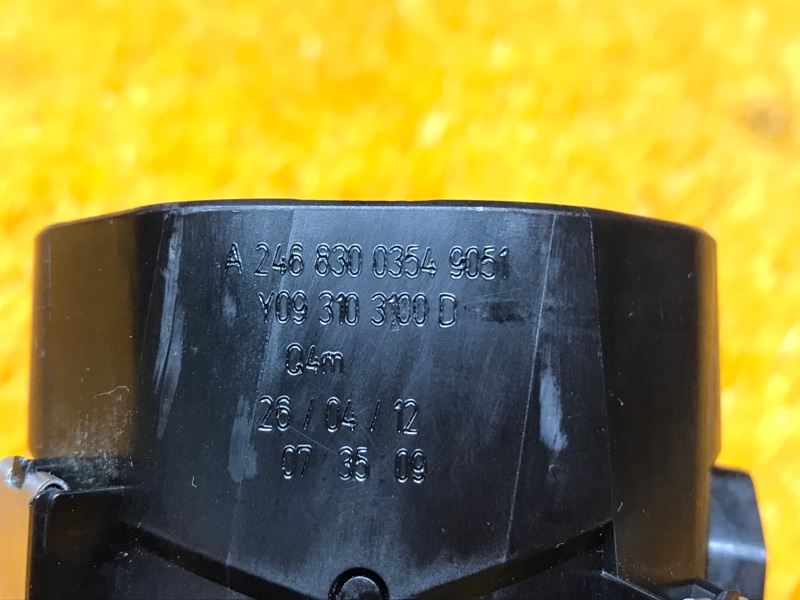 A 246 830 0354 9051
Y09 310 3100 D
Q4m
26 / 04 / 12
07 35 09